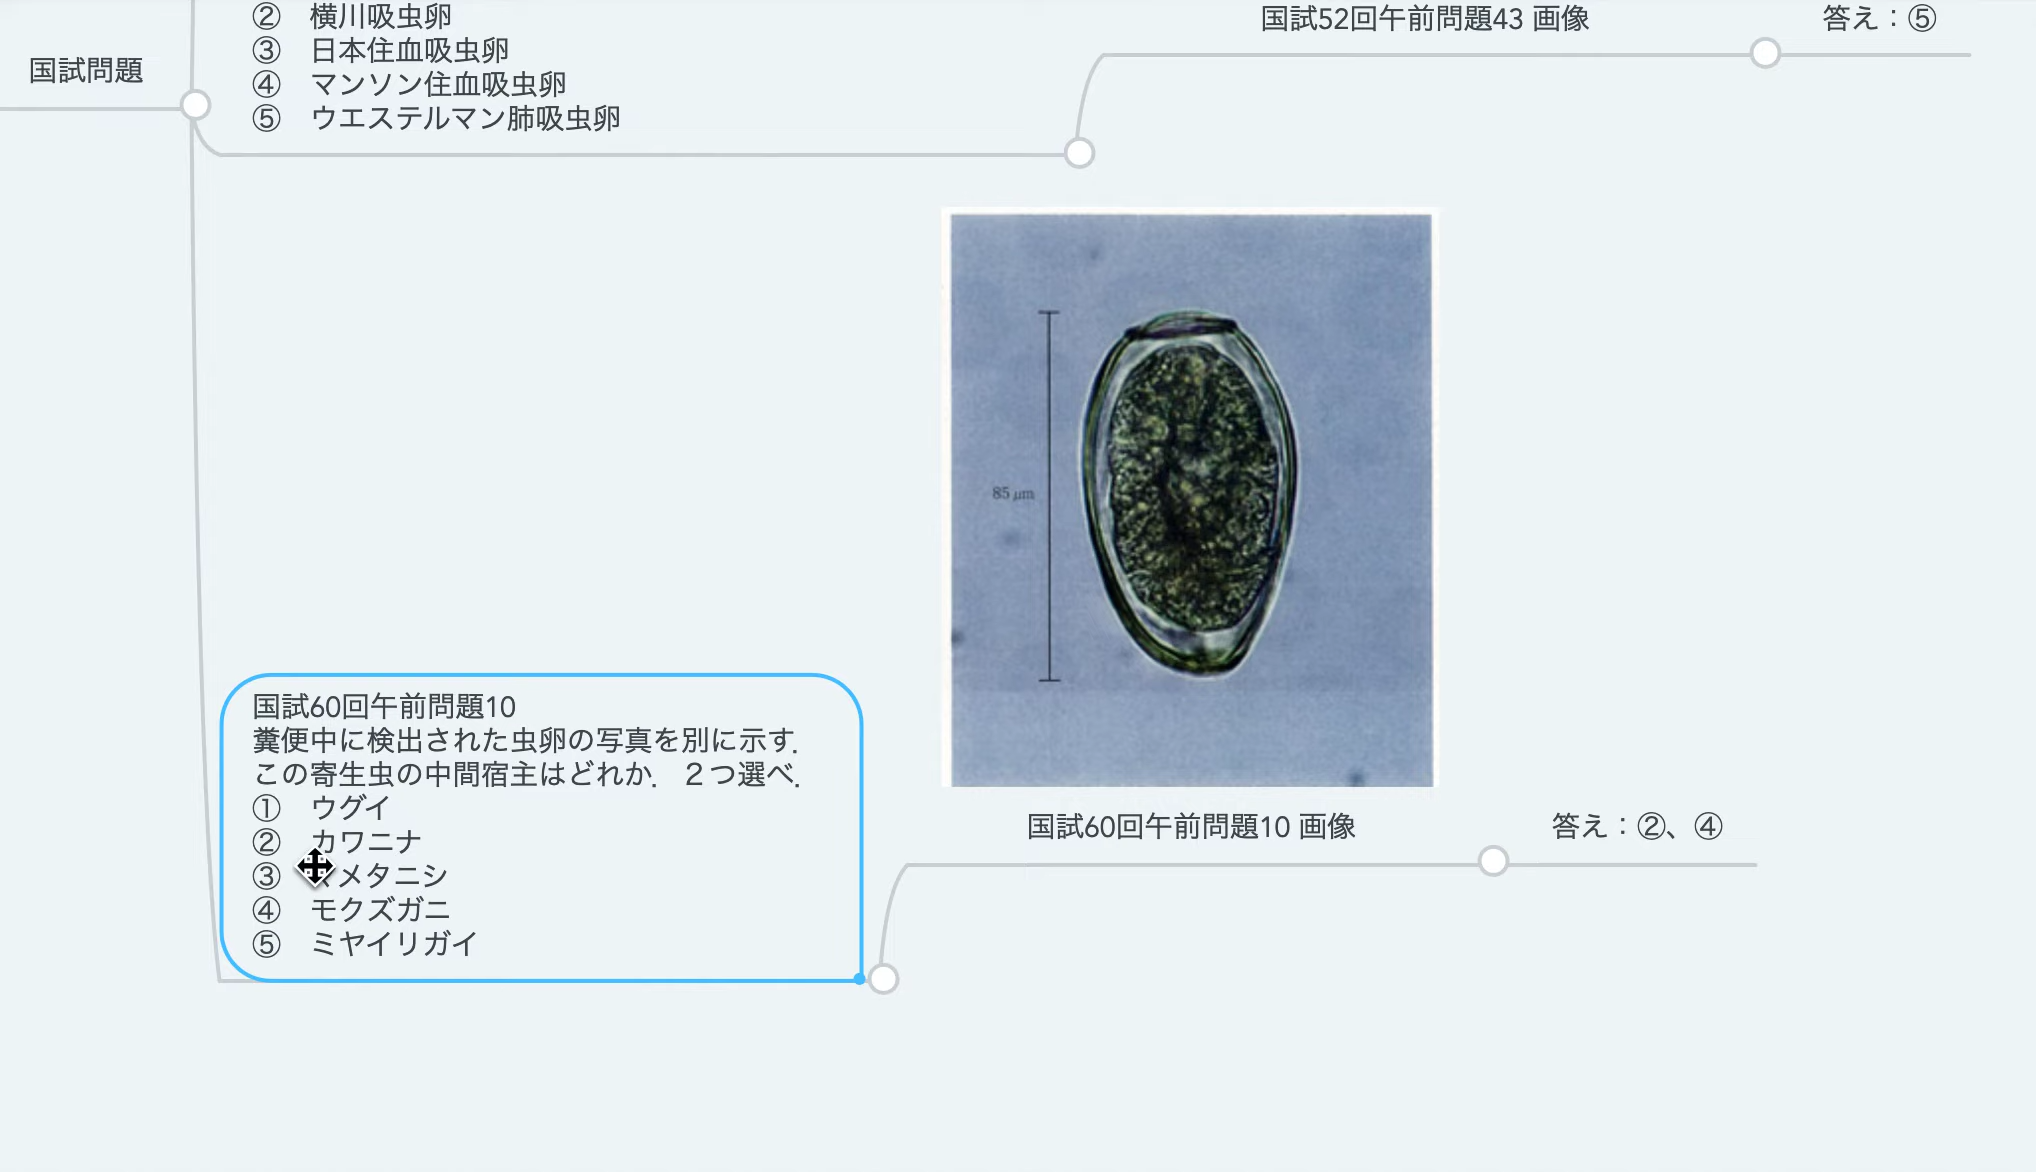 国試問題
②　横川吸虫卵
③　日本住血吸虫卵
④　マンソン住血吸虫卵
⑤　ウエステルマン肺吸虫卵
国試52回午前問題43 画像
答え：⑤
85 μm
国試60回午前問題10
糞便中に検出された虫卵の写真を別に示す．
この寄生虫の中間宿主はどれか．２つ選べ．
①　ウグイ
②　カワニナ
③　マメタニシ
④　モクズガニ
⑤　ミヤイリガイ
国試60回午前問題10 画像
答え：②、④